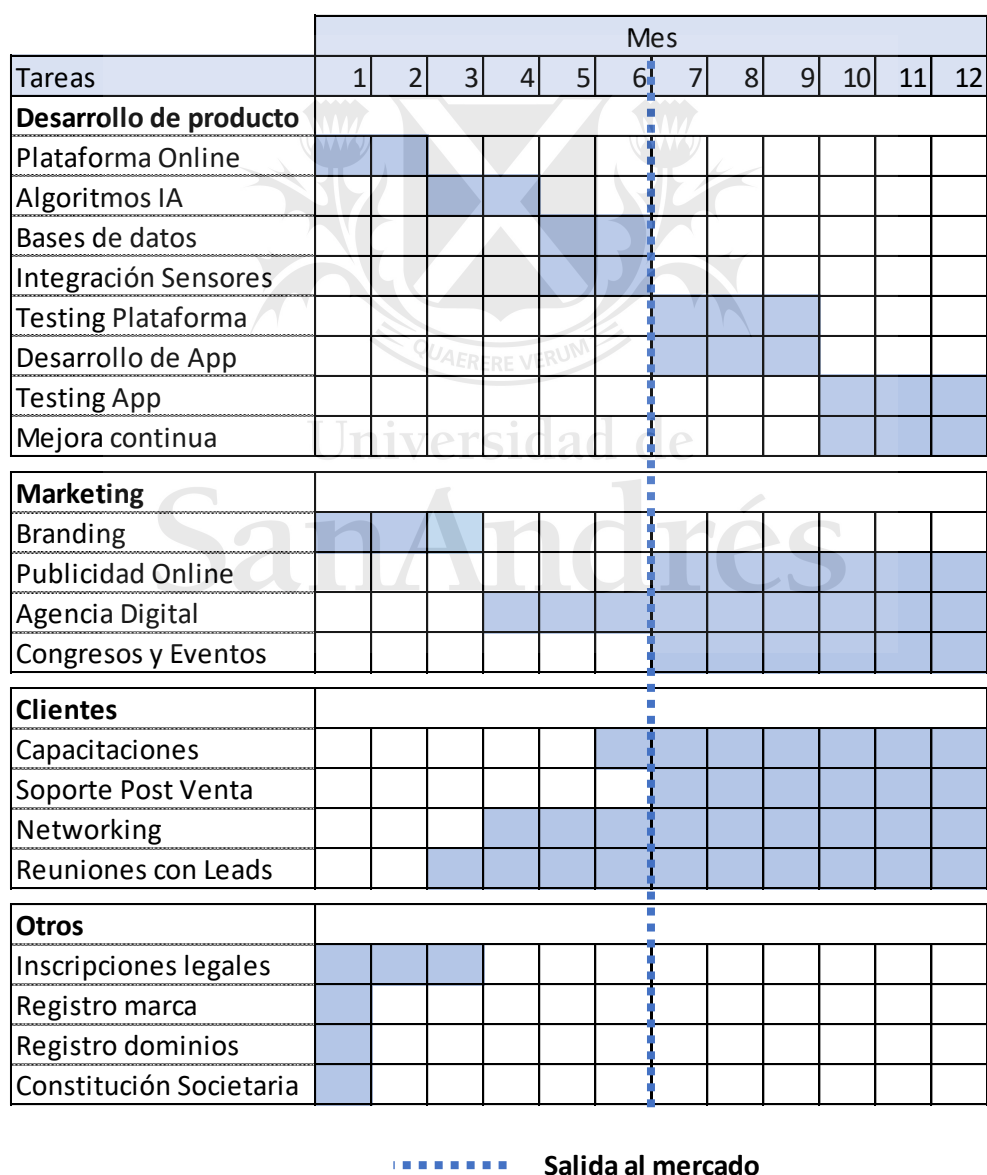 Mes
Tareas 1 2 3 4 5 6 7 8 9 10 11 12
Desarrollo de producto
Plataforma Online
Algoritmos IA
Bases de datos
Integración Sensores
Testing Plataforma
Desarrollo de App
Testing App
Mejora continua
Marketing
Branding
Publicidad Online
Agencia Digital
Congresos y Eventos
Clientes
Capacitaciones
Soporte Post Venta
Networking
Reuniones con Leads
Otros
Inscripciones legales
Registro marca
Registro dominios
Constitución Societaria
Salida al mercado
QUAERERE VERUM
Universidad de
SanAndrés